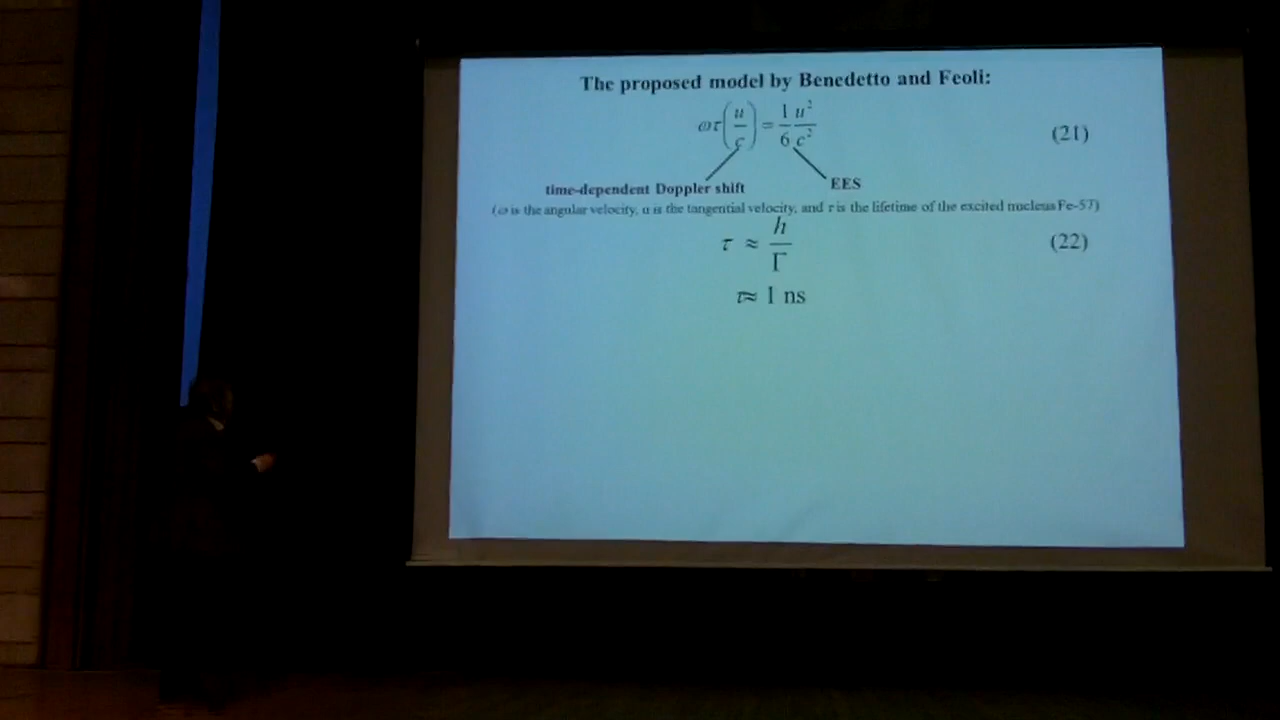 The proposed model by Benedetto and Feoli:
ωτ(u/c) = 1/6 u²/c² (21)
time-dependent Doppler shift EES
(ω is the angular velocity, u is the tangential velocity, and τ is the lifetime of the excited nucleus Fe-57)
τ ≈ h/Γ (22)
τ≈ 1 ns